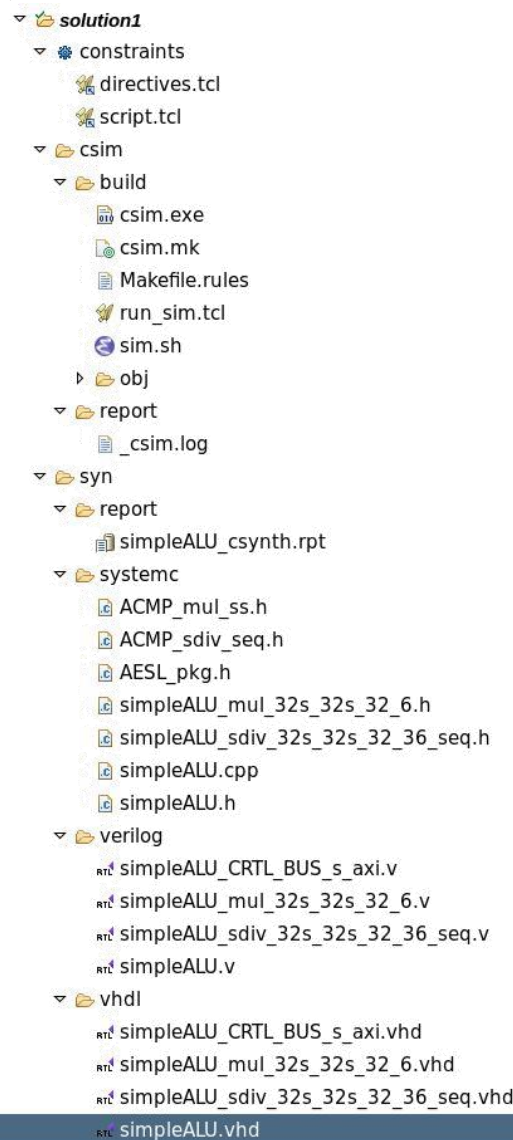 solution1
constraints
directives.tcl
script.tcl
csim
build
csim.exe
csim.mk
Makefile.rules
run_sim.tcl
sim.sh
obj
report
_csim.log
syn
report
simpleALU_csynth.rpt
systemc
ACMP_mul_ss.h
ACMP_sdiv_seq.h
AESL_pkg.h
simpleALU_mul_32s_32s_32_6.h
simpleALU_sdiv_32s_32s_32_36_seq.h
simpleALU.cpp
simpleALU.h
verilog
simpleALU_CRTL_BUS_s_axi.v
simpleALU_mul_32s_32s_32_6.v
simpleALU_sdiv_32s_32s_32_36_seq.v
simpleALU.v
vhdl
simpleALU_CRTL_BUS_s_axi.vhd
simpleALU_mul_32s_32s_32_6.vhd
simpleALU_sdiv_32s_32s_32_36_seq.vhd
simpleALU.vhd